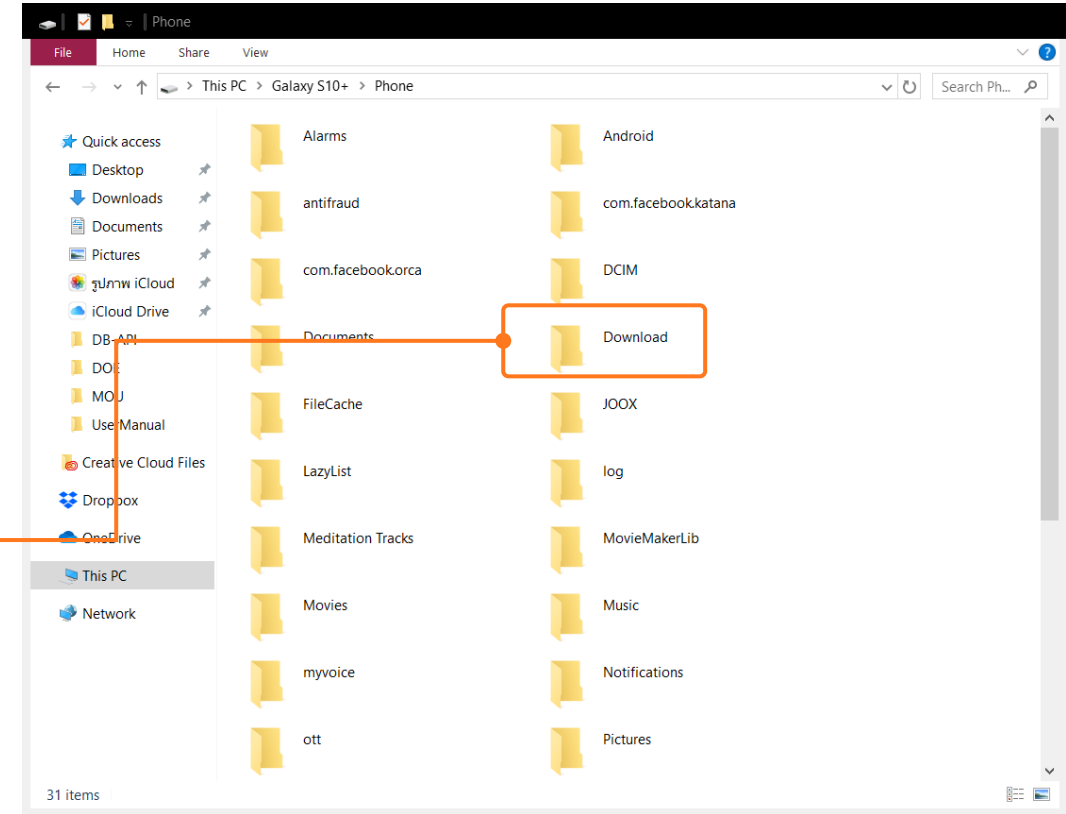 Phone
File Home Share View
This PC > Galaxy S10+ > Phone
Search Ph...
Quick access
Desktop
Downloads
Documents
Pictures
รูปภาพ iCloud
iCloud Drive
DB-API
DOE
MOU
UserManual
Creative Cloud Files
Dropbox
OneDrive
This PC
Network
Alarms Android
antifraud com.facebook.katana
com.facebook.orca DCIM
Documents Download
FileCache JOOX
LazyList log
Meditation Tracks MovieMakerLib
Movies Music
myvoice Notifications
ott Pictures
31 items